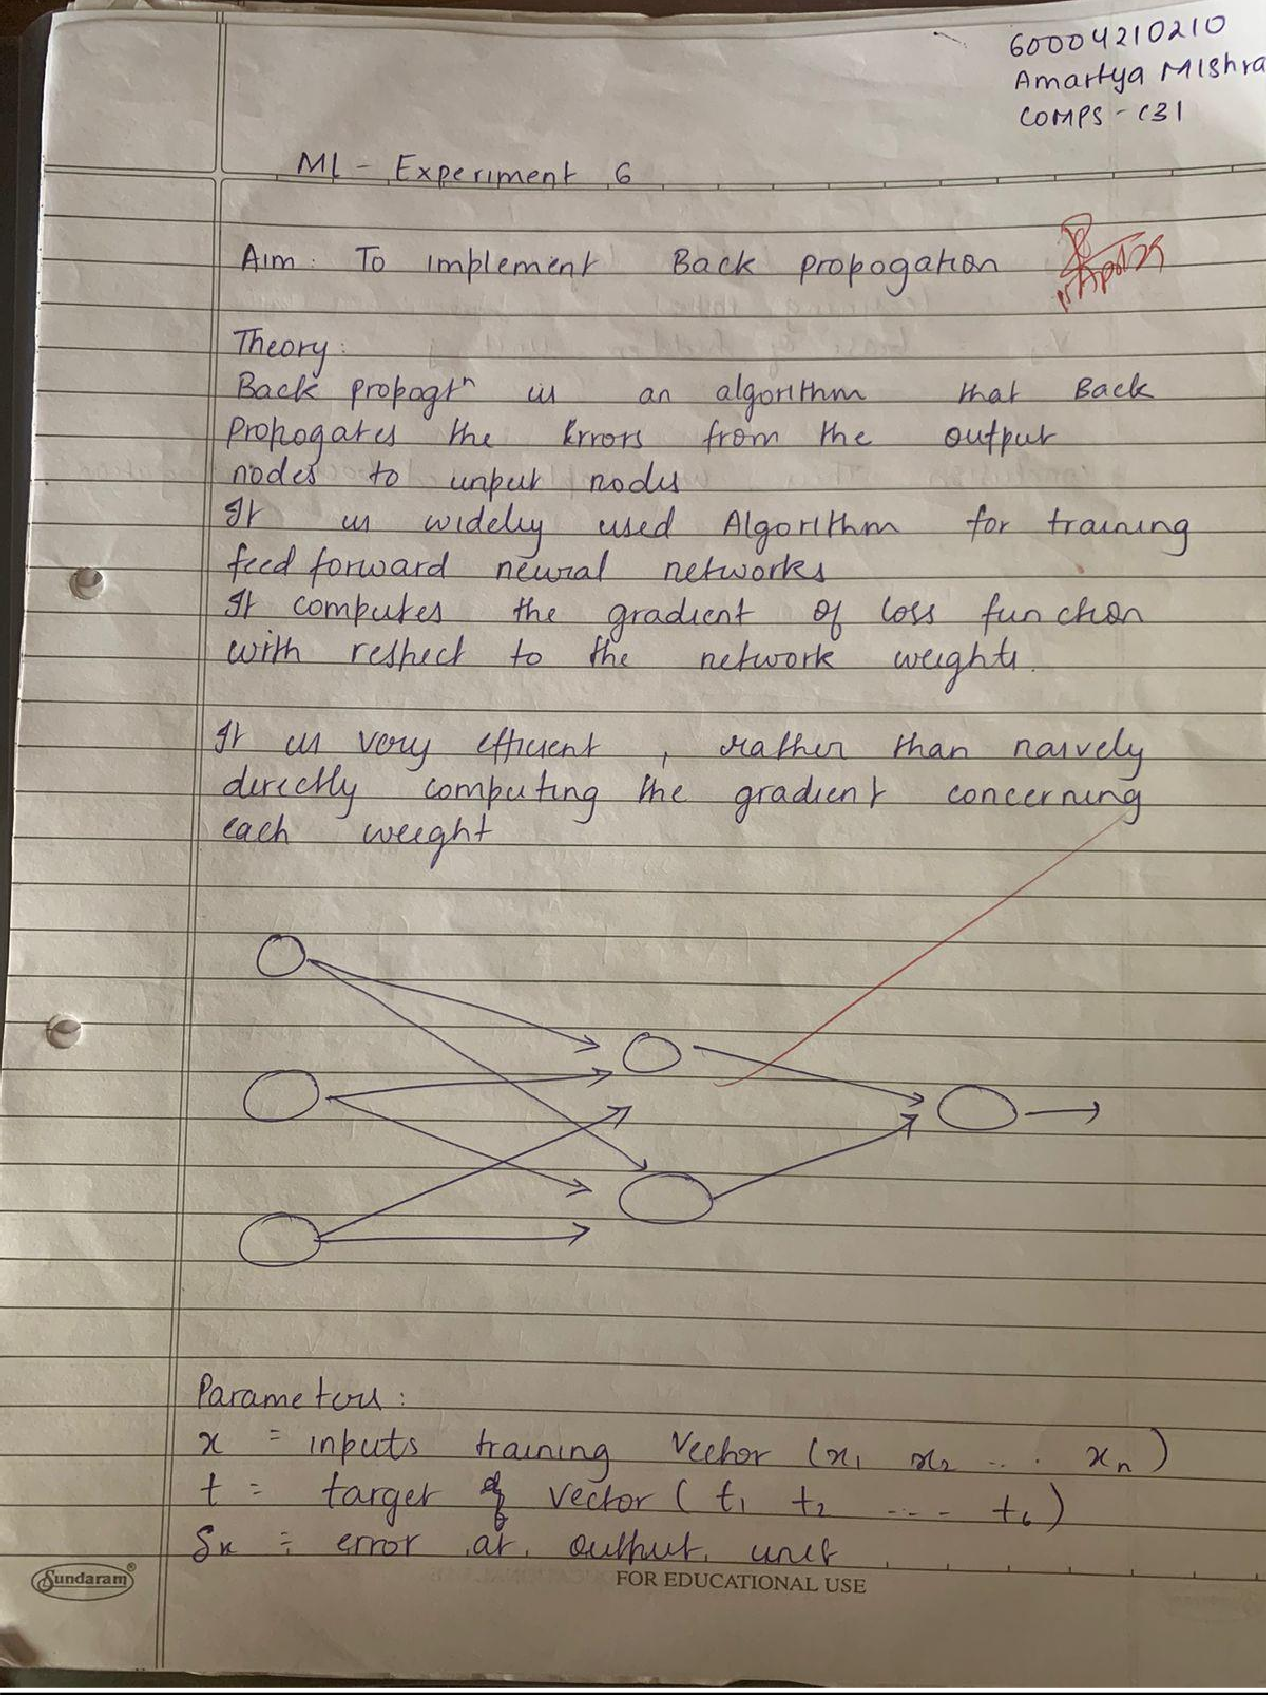 60004210210
Amartya Mishra
COMPS - C31
ML - Experiment 6
Aim: To implement Back propogation
Theory:
Back propogtⁿ is an algorithm that Back
Propogates the Errors from the output
nodes to input nodes
It is widely used Algorithm for training
feed forward neural networks
It computes the gradient of loss function
with respect to the network weights.
It is very efficient , rather than naively
directly computing the gradient concerning
each weight
Parameters:
x = inputs training Vector (x₁ x₂ ... xₙ)
t = target of vector ( t₁ t₂ ---- t₆)
δₖ = error at output unit
Sundaram®
FOR EDUCATIONAL USE